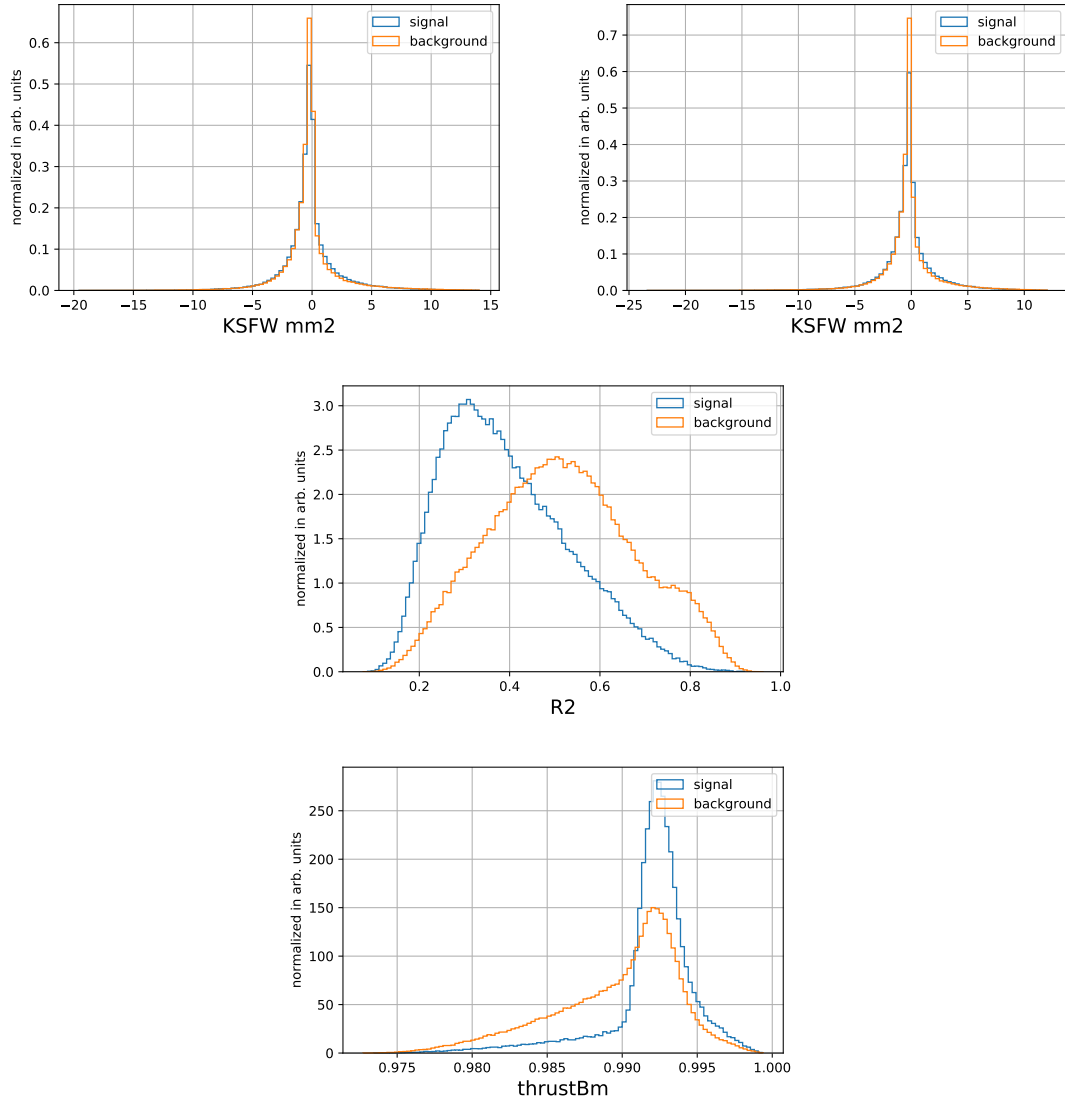 signal
background
normalized in arb. units
0.6
0.5
0.4
0.3
0.2
0.1
0.0
−20 −15 −10 −5 0 5 10 15
KSFW mm2
signal
background
normalized in arb. units
0.7
0.6
0.5
0.4
0.3
0.2
0.1
0.0
−25 −20 −15 −10 −5 0 5 10
KSFW mm2
signal
background
normalized in arb. units
3.0
2.5
2.0
1.5
1.0
0.5
0.0
0.2 0.4 0.6 0.8 1.0
R2
signal
background
normalized in arb. units
250
200
150
100
50
0
0.975 0.980 0.985 0.990 0.995 1.000
thrustBm